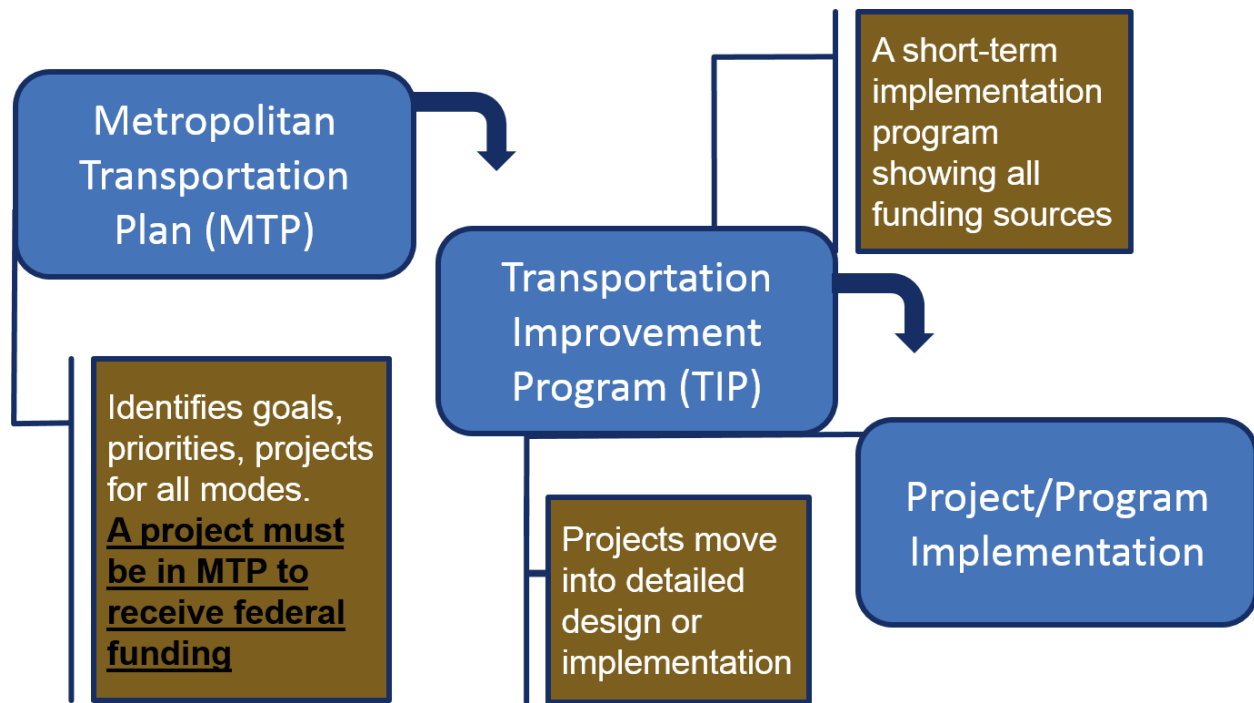 Metropolitan
Transportation
Plan (MTP)
Identifies goals,
priorities, projects
for all modes.
A project must
be in MTP to
receive federal
funding
A short-term
implementation
program
showing all
funding sources
Transportation
Improvement
Program (TIP)
Projects move
into detailed
design or
implementation
Project/Program
Implementation